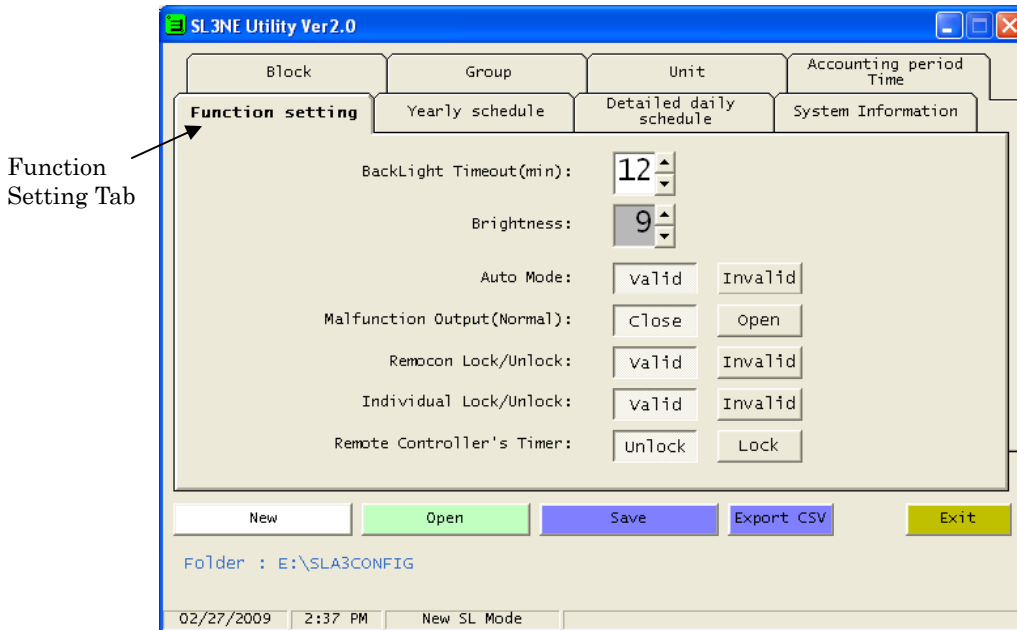 SL3NE Utility Ver2.0
Block Group Unit Accounting period
Time
Function setting Yearly schedule Detailed daily
schedule System Information
Function
Setting Tab
BackLight Timeout(min): 12
Brightness: 9
Auto Mode: Valid Invalid
Malfunction Output(Normal): Close Open
Remocon Lock/Unlock: Valid Invalid
Individual Lock/Unlock: Valid Invalid
Remote Controller's Timer: Unlock Lock
New Open Save Export CSV Exit
Folder : E:\SLA3CONFIG
02/27/2009 2:37 PM New SL Mode